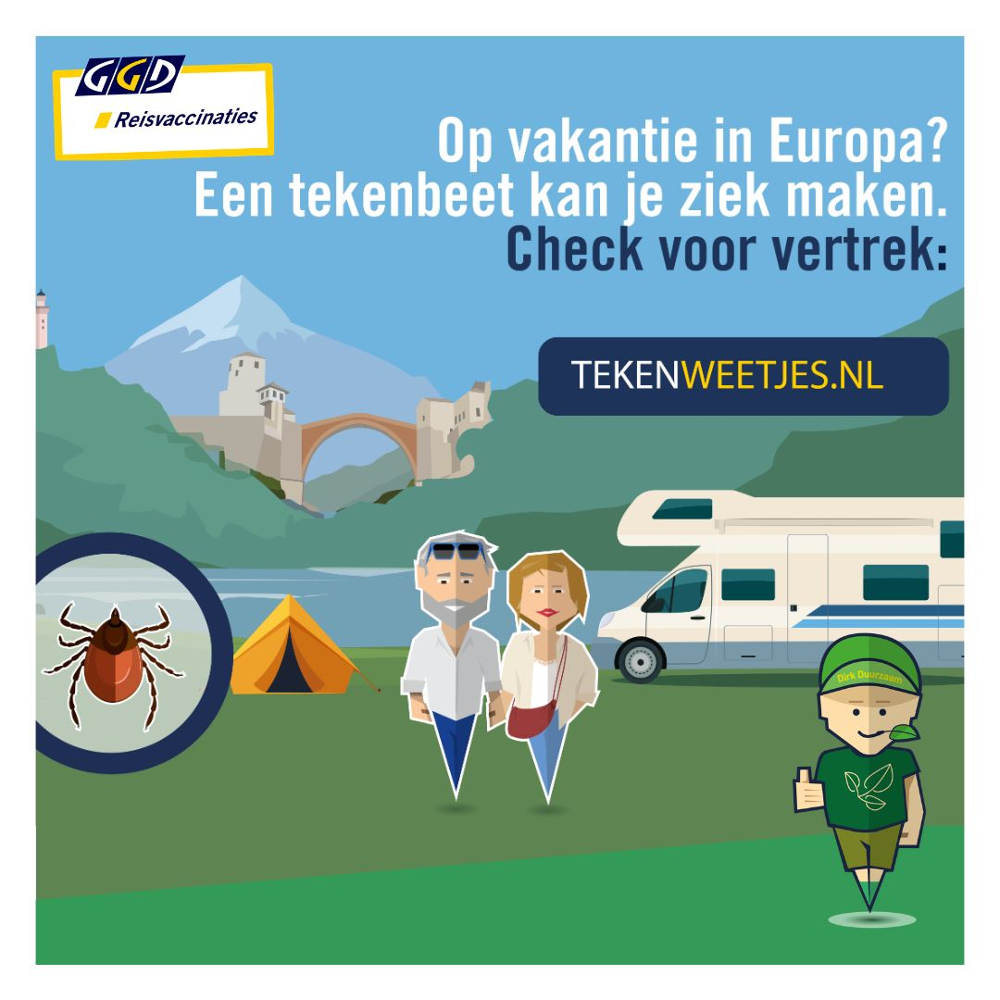 GGD
Reisvaccinaties
Op vakantie in Europa?
Een tekenbeet kan je ziek maken.
Check voor vertrek:
TEKENWEETJES.NL
Dirk Duurzaam